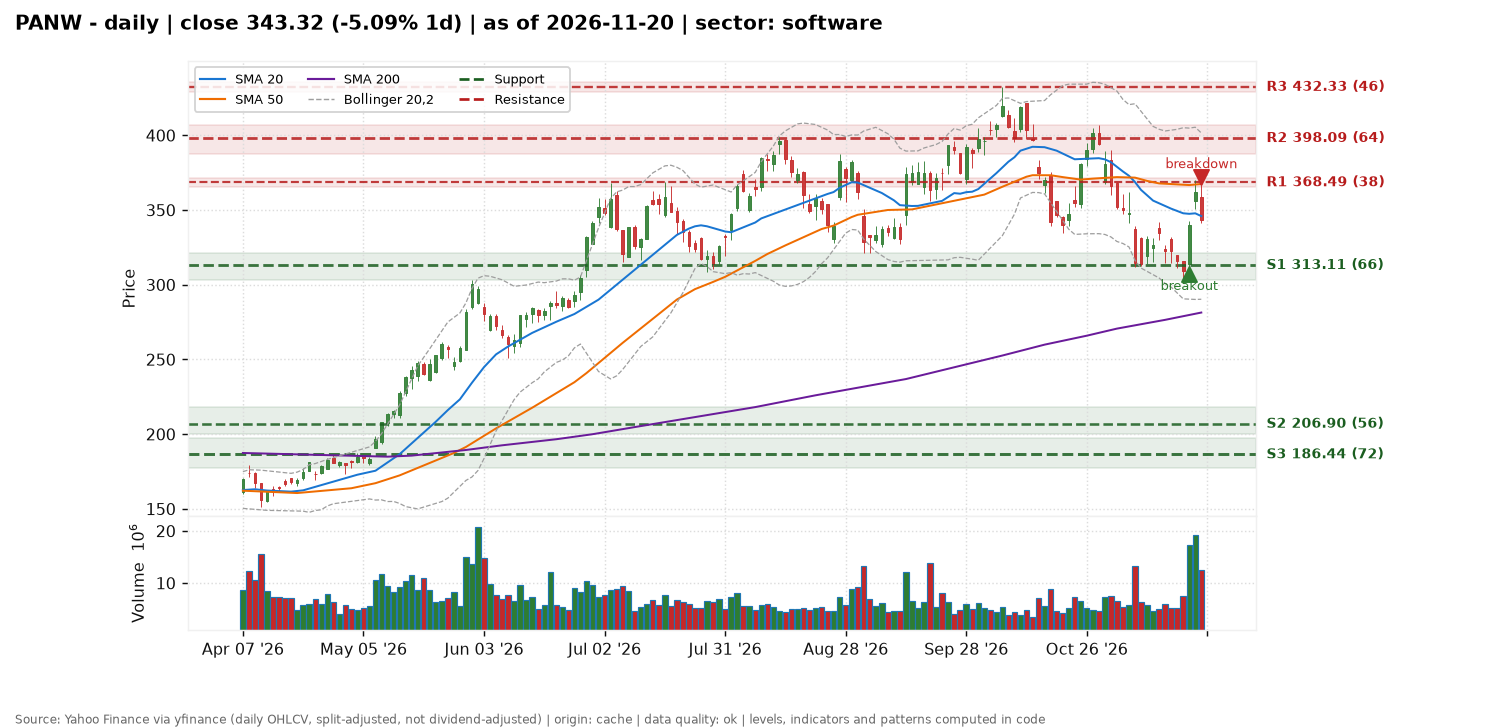 PANW - daily | close 343.32 (-5.09% 1d) | as of 2026-11-20 | sector: software
SMA 20
SMA 50
SMA 200
Bollinger 20,2
Support
Resistance
R3 432.33 (46)
R2 398.09 (64)
R1 368.49 (38)
S1 313.11 (66)
S2 206.90 (56)
S3 186.44 (72)
breakdown
breakout
Price
400
350
300
250
200
150
Volume 10⁶
20
10
Apr 07 '26
May 05 '26
Jun 03 '26
Jul 02 '26
Jul 31 '26
Aug 28 '26
Sep 28 '26
Oct 26 '26
Source: Yahoo Finance via yfinance (daily OHLCV, split-adjusted, not dividend-adjusted) | origin: cache | data quality: ok | levels, indicators and patterns computed in code